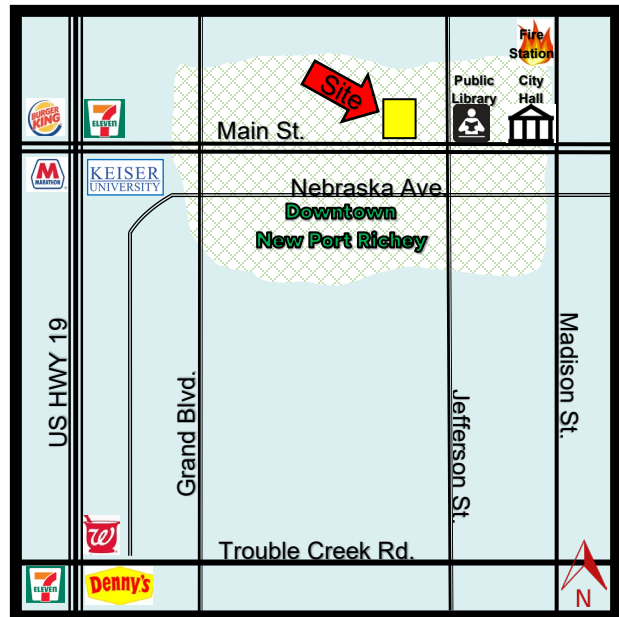 Fire
Station
Site
Public
Library
City
Hall
BURGER
KING
7
ELEVEN
Main St.
M
MARATHON
KEISER
UNIVERSITY
Nebraska Ave.
Downtown
New Port Richey
US HWY 19
Grand Blvd.
Jefferson St.
Madison St.
W
Trouble Creek Rd.
7
ELEVEN
Denny's
N